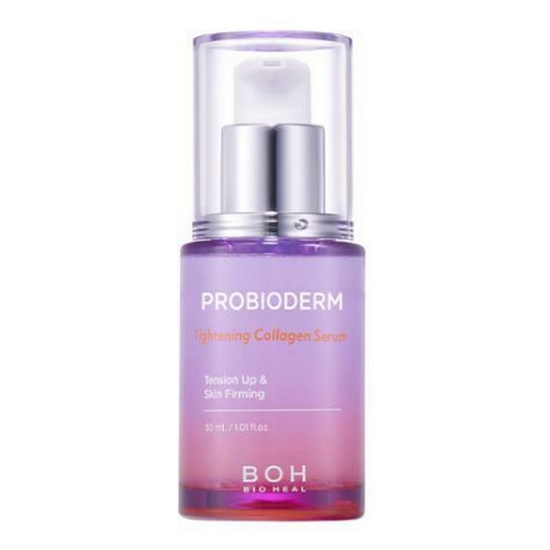 PROBIODERM
Tightening Collagen Serum
Tension Up &
Skin Firming
30 mL / 1.01 fl.oz
BOH
BIO HEAL